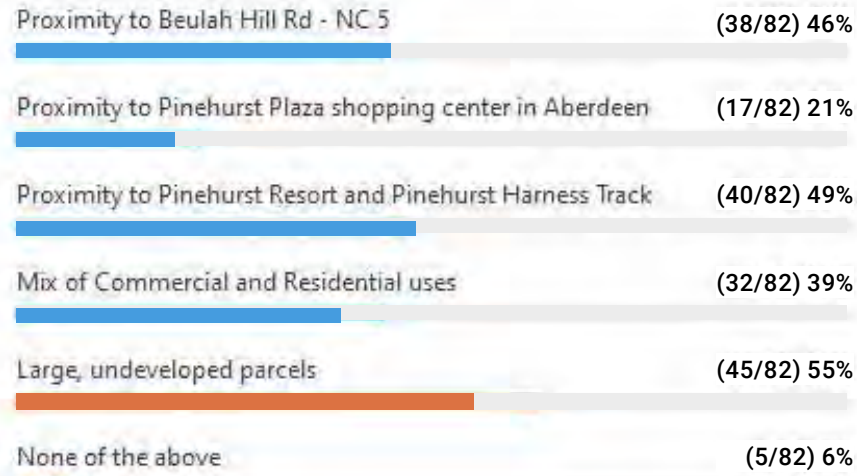 Proximity to Beulah Hill Rd - NC 5 (38/82) 46%
Proximity to Pinehurst Plaza shopping center in Aberdeen (17/82) 21%
Proximity to Pinehurst Resort and Pinehurst Harness Track (40/82) 49%
Mix of Commercial and Residential uses (32/82) 39%
Large, undeveloped parcels (45/82) 55%
None of the above (5/82) 6%